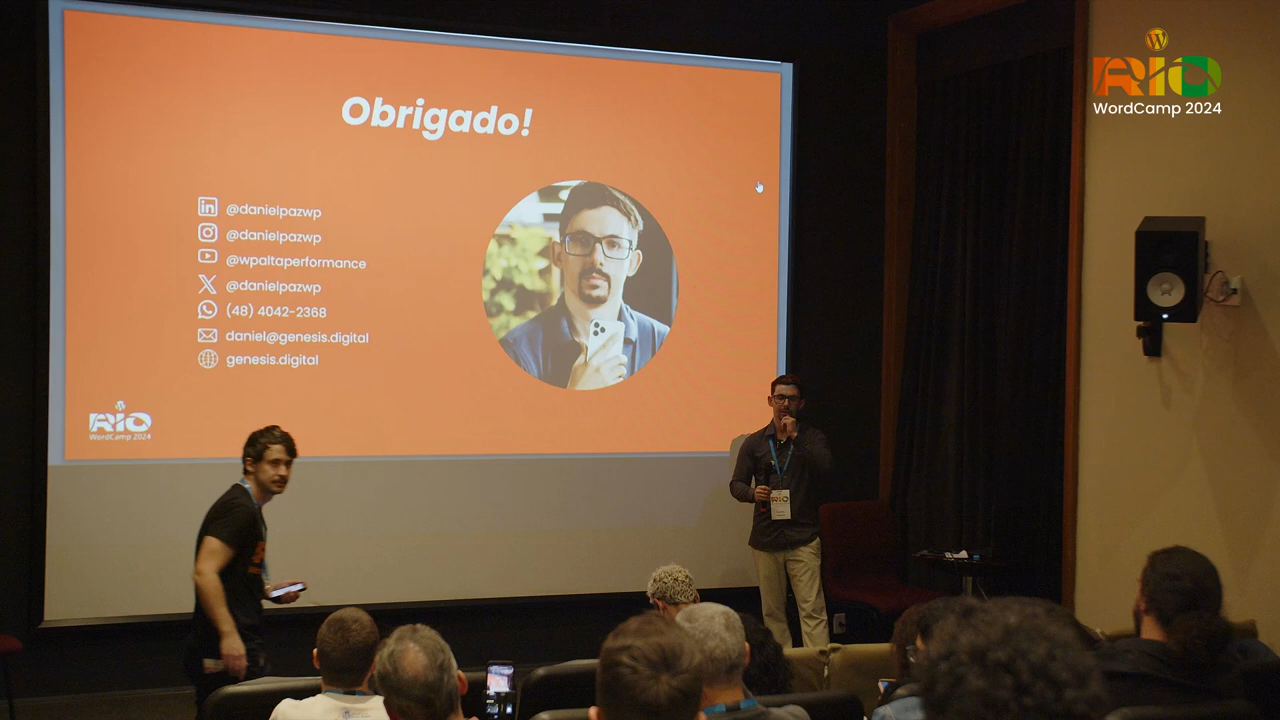 Obrigado!
@danielpazwp
@danielpazwp
@wpaltaperformance
@danielpazwp
(48) 4042-2368
daniel@genesis.digital
genesis.digital
RIO
WordCamp 2024
RIO
WordCamp 2024
RIO